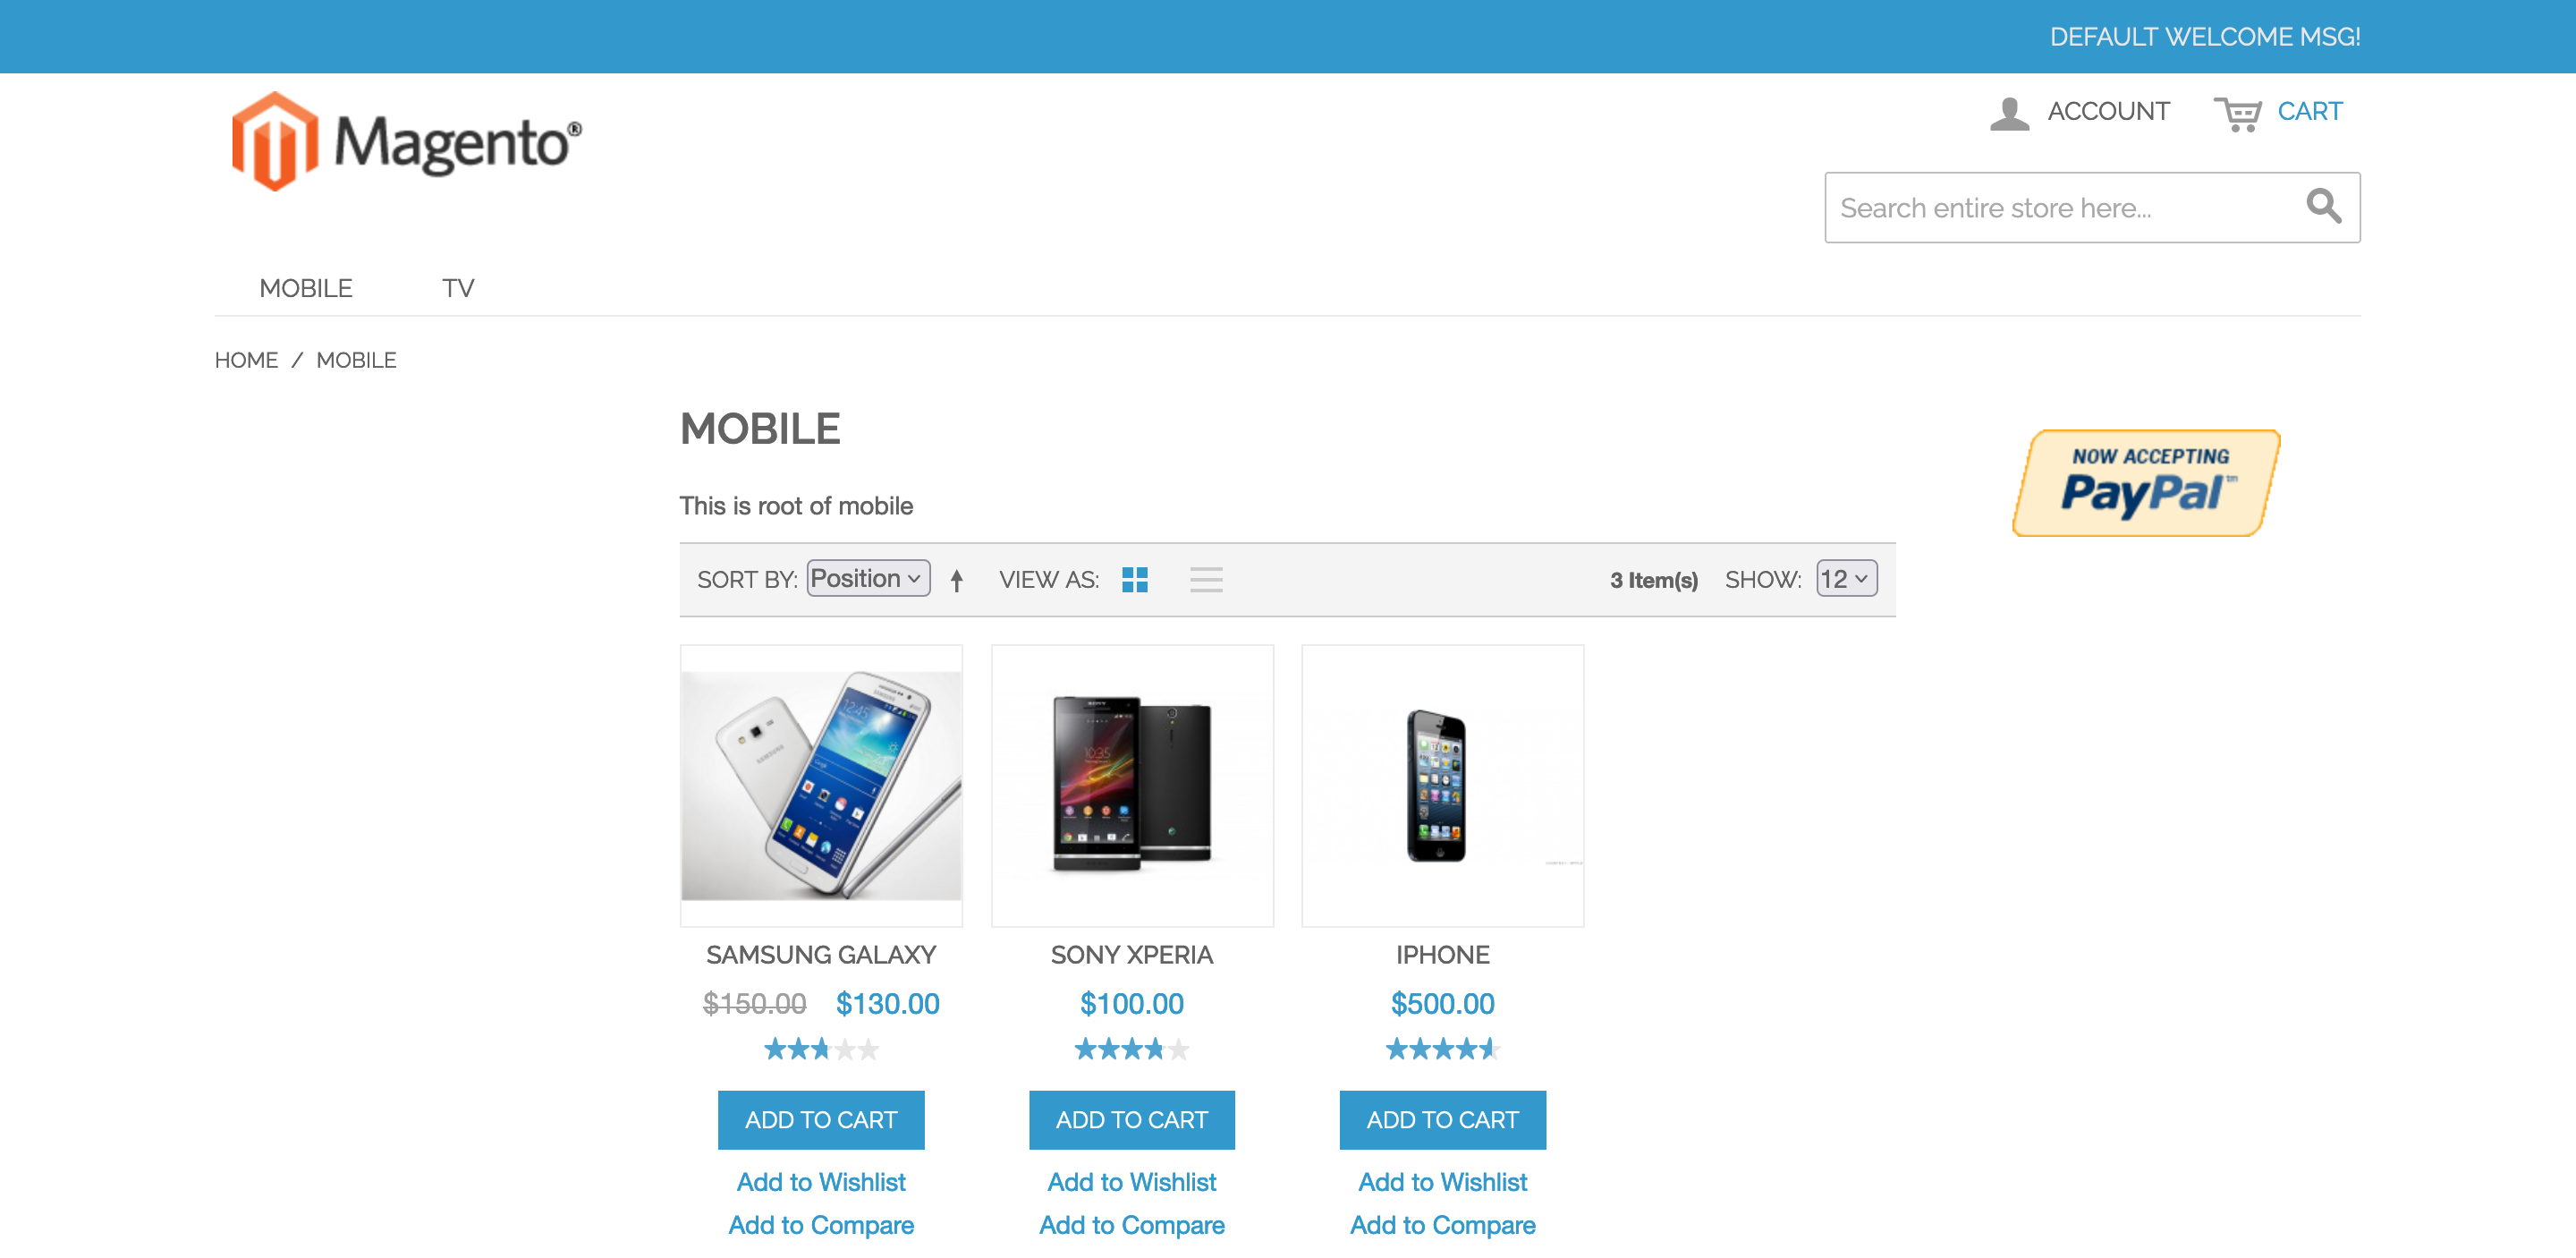 DEFAULT WELCOME MSG!
Magento®
ACCOUNT CART
Search entire store here...
MOBILE TV
HOME / MOBILE
MOBILE
NOW ACCEPTING
PayPal™
This is root of mobile
SORT BY: Position VIEW AS: 3 Item(s) SHOW: 12
SAMSUNG GALAXY
$150.00 $130.00
ADD TO CART
Add to Wishlist
Add to Compare
SONY XPERIA
$100.00
ADD TO CART
Add to Wishlist
Add to Compare
IPHONE
$500.00
ADD TO CART
Add to Wishlist
Add to Compare